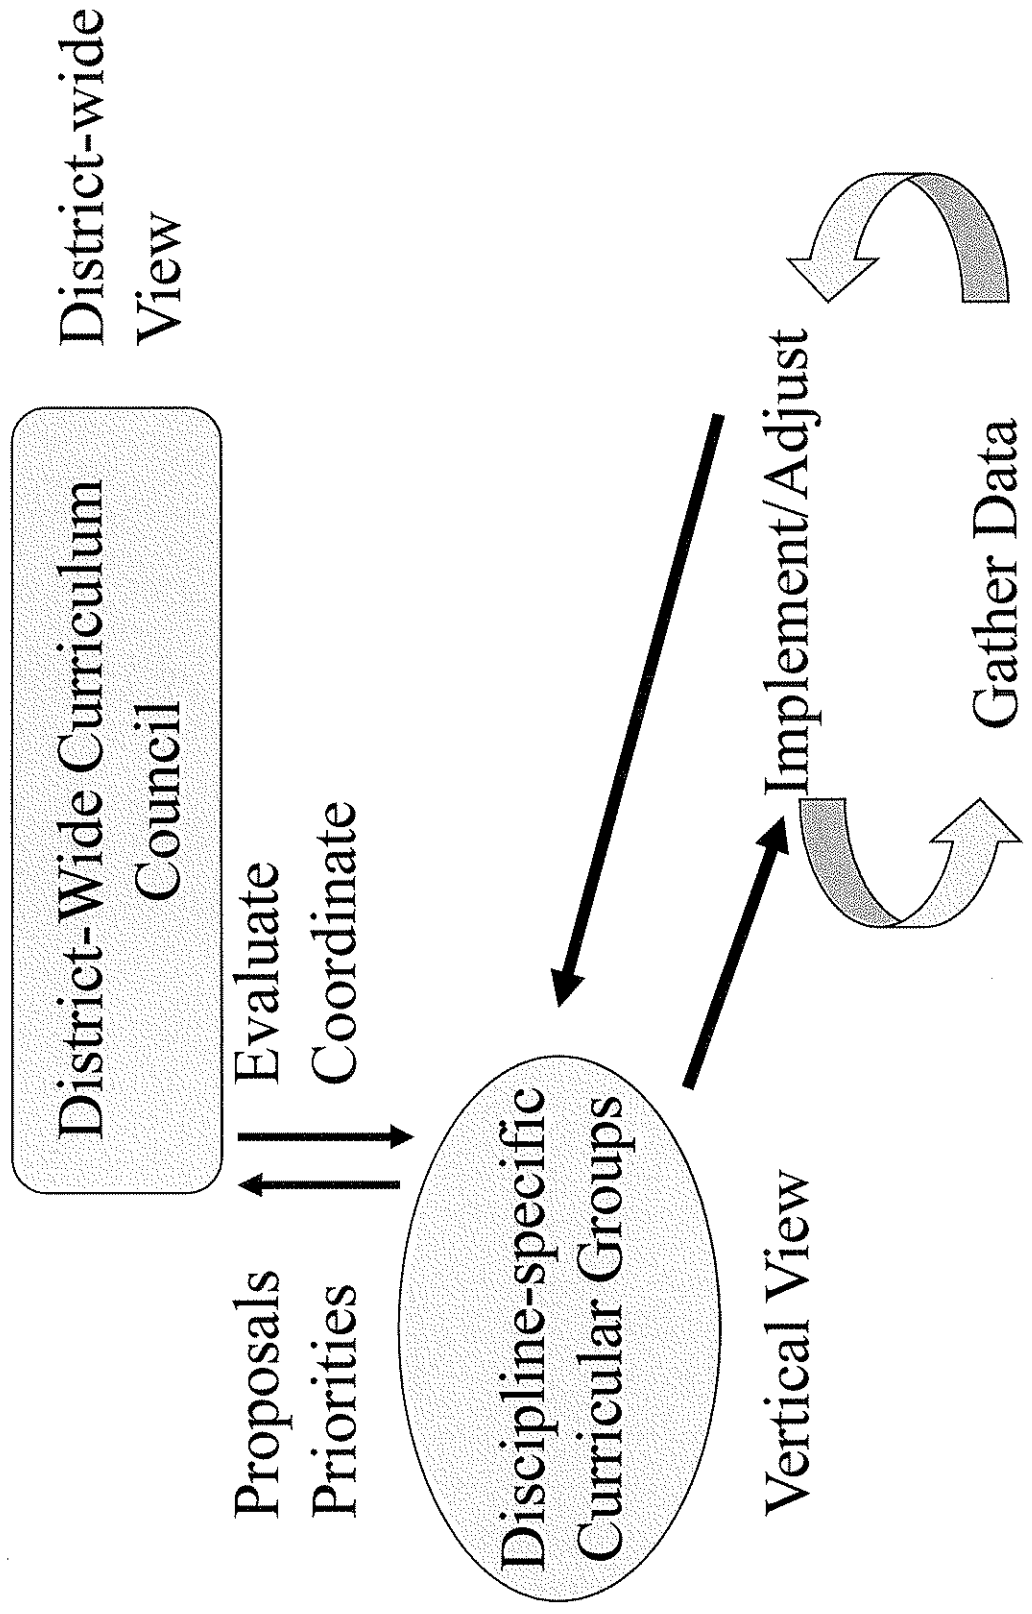 District-Wide Curriculum
Council
District-wide
View
Proposals
Priorities
Evaluate
Coordinate
Discipline-specific
Curricular Groups
Vertical View
Implement/Adjust
Gather Data